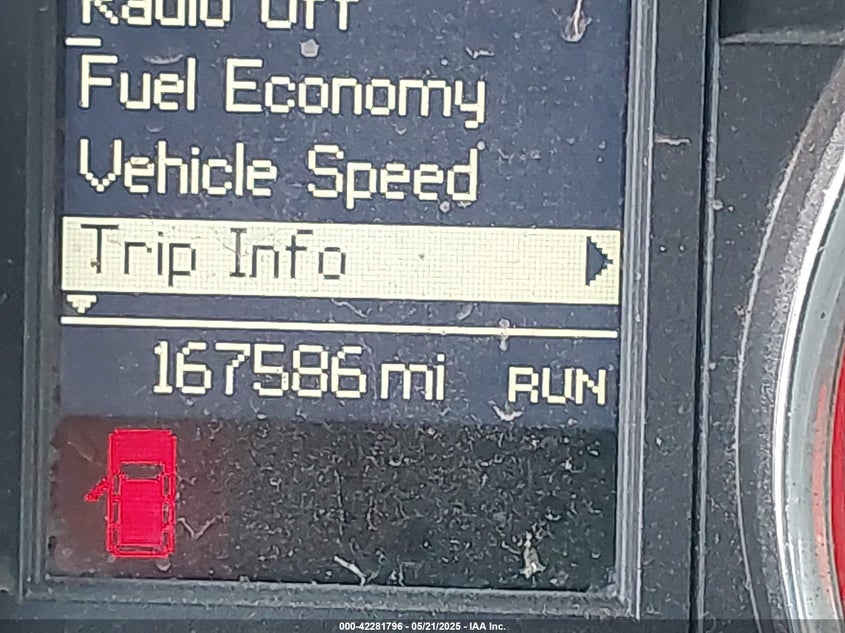 Radio Off
Fuel Economy
Vehicle Speed
Trip Info
167586 mi RUN
000-42281796 - 05/21/2025 - IAA Inc.